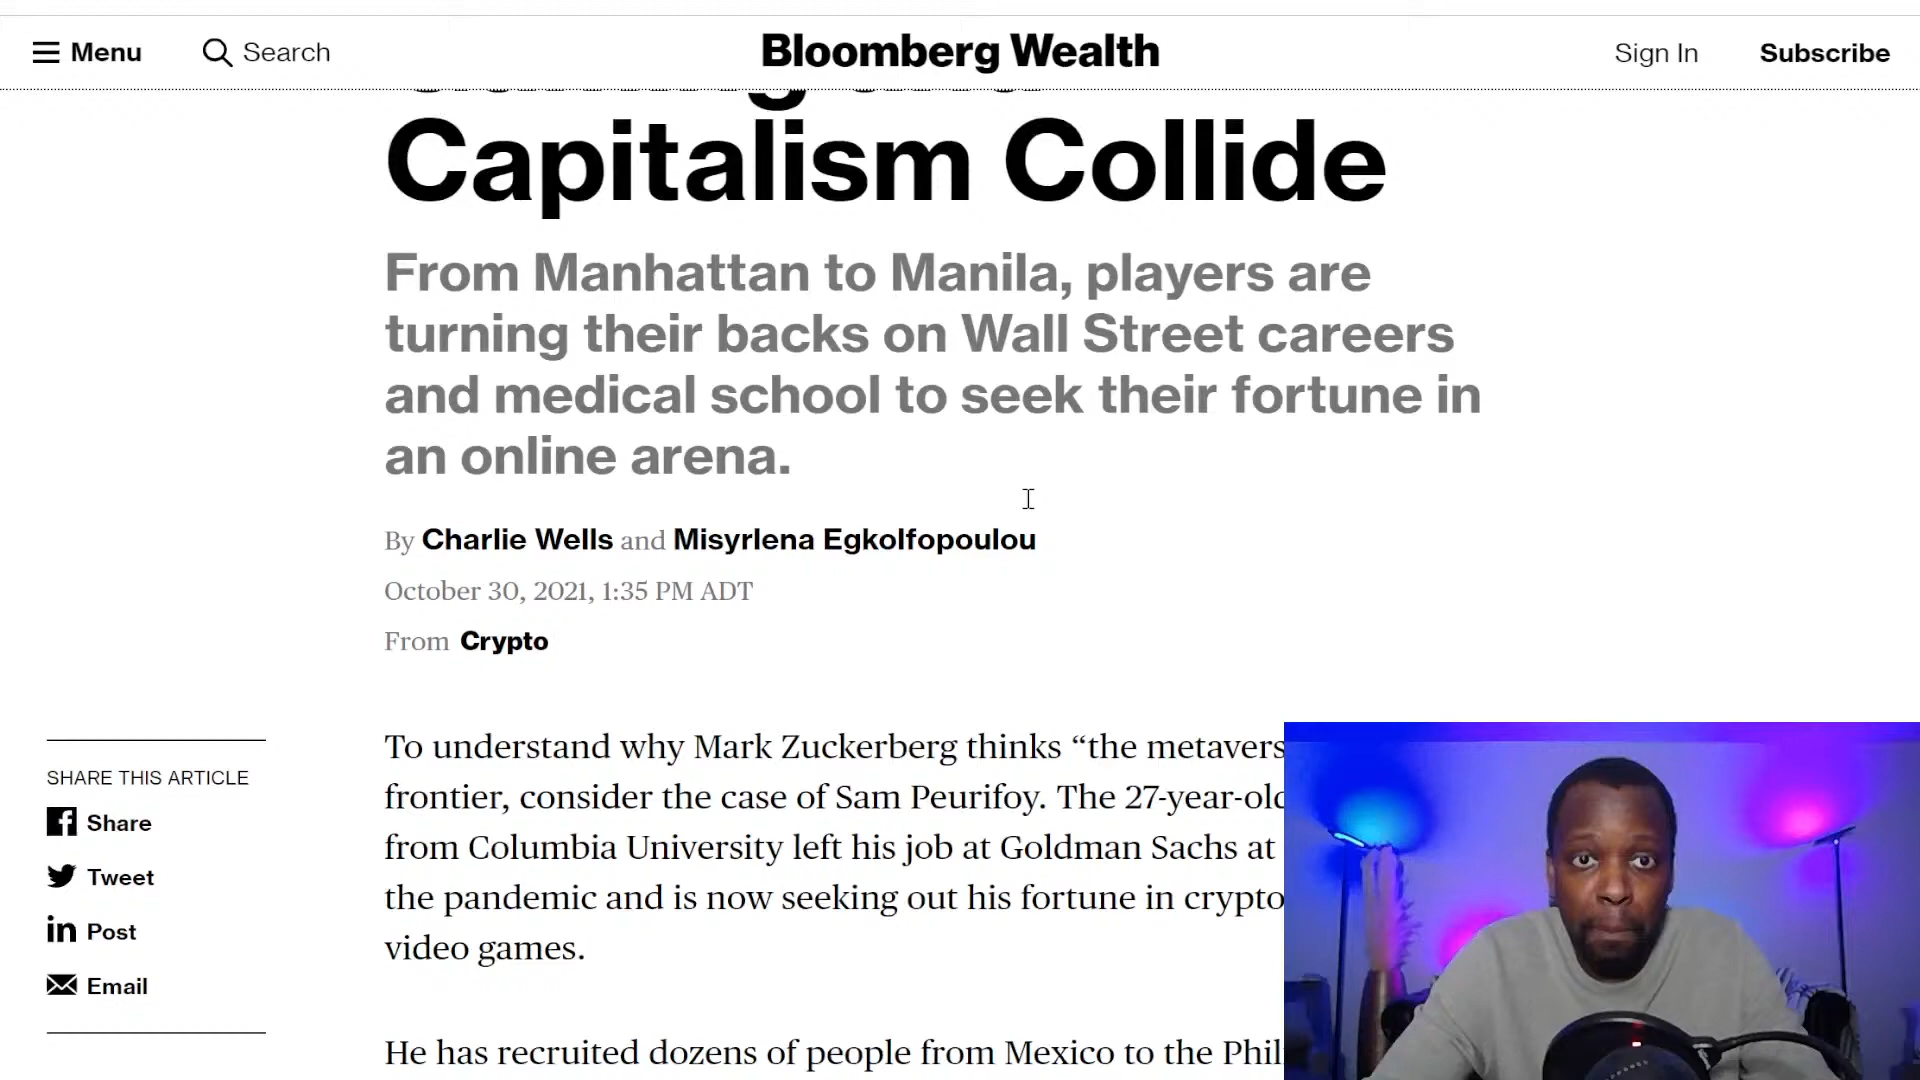 Menu
Search
Bloomberg Wealth
Sign In
Subscribe
Capitalism Collide
From Manhattan to Manila, players are
turning their backs on Wall Street careers
and medical school to seek their fortune in
an online arena.
By Charlie Wells and Misyrlena Egkolfopoulou
October 30, 2021, 1:35 PM ADT
From Crypto
SHARE THIS ARTICLE
Share
Tweet
Post
Email
To understand why Mark Zuckerberg thinks “the metavers
frontier, consider the case of Sam Peurifoy. The 27-year-old
from Columbia University left his job at Goldman Sachs at
the pandemic and is now seeking out his fortune in crypto
video games.
He has recruited dozens of people from Mexico to the Phil